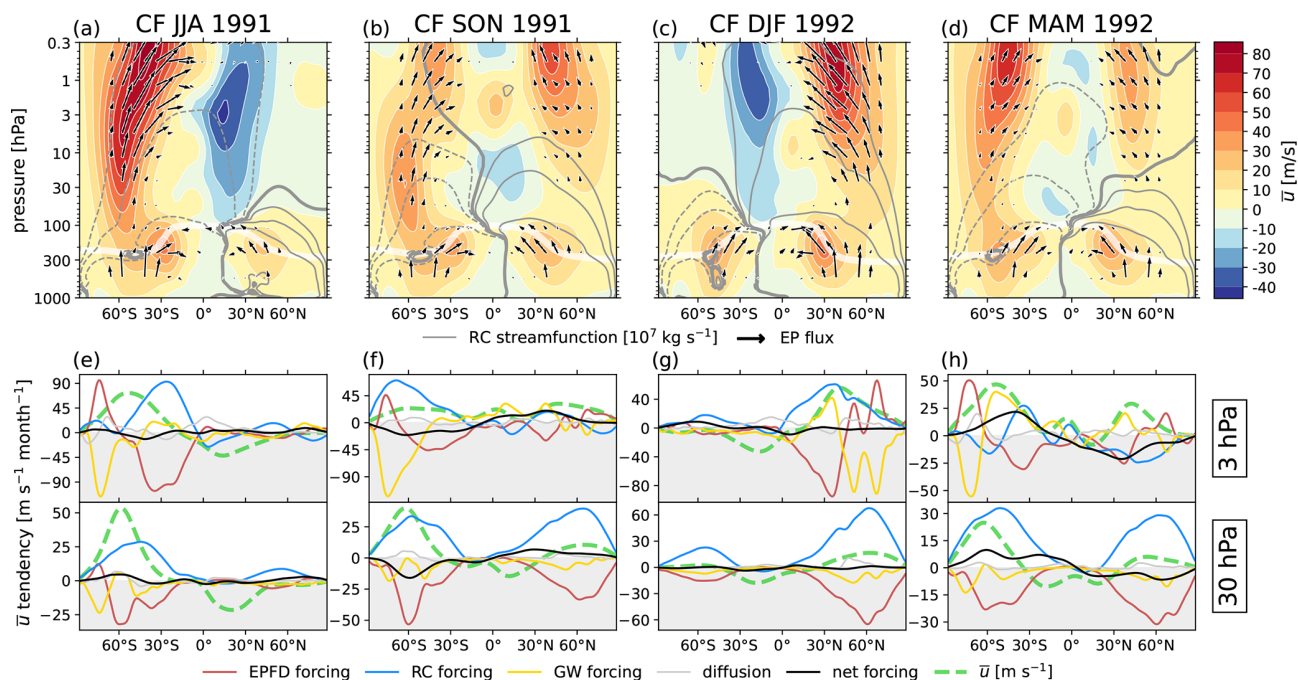 (a) CF JJA 1991
(b) CF SON 1991
(c) CF DJF 1992
(d) CF MAM 1992
pressure [hPa]
0.3
1
3
10
30
100
300
1000
60°S 30°S 0° 30°N 60°N
60°S 30°S 0° 30°N 60°N
60°S 30°S 0° 30°N 60°N
60°S 30°S 0° 30°N 60°N
80
70
60
50
40
30
20
10
0
−10
−20
−30
−40
u̅ [m/s]
RC streamfunction [10⁷ kg s⁻¹] EP flux
(e)
(f)
(g)
(h)
u̅ tendency [m s⁻¹ month⁻¹]
90
45
0
−45
−90
45
0
−45
−90
40
0
−40
−80
50
25
0
−25
−50
3 hPa
50
25
0
−25
25
0
−25
−50
60
30
0
−30
−60
30
15
0
−15
−30
30 hPa
60°S 30°S 0° 30°N 60°N
60°S 30°S 0° 30°N 60°N
60°S 30°S 0° 30°N 60°N
60°S 30°S 0° 30°N 60°N
EPFD forcing RC forcing GW forcing diffusion net forcing u̅ [m s⁻¹]